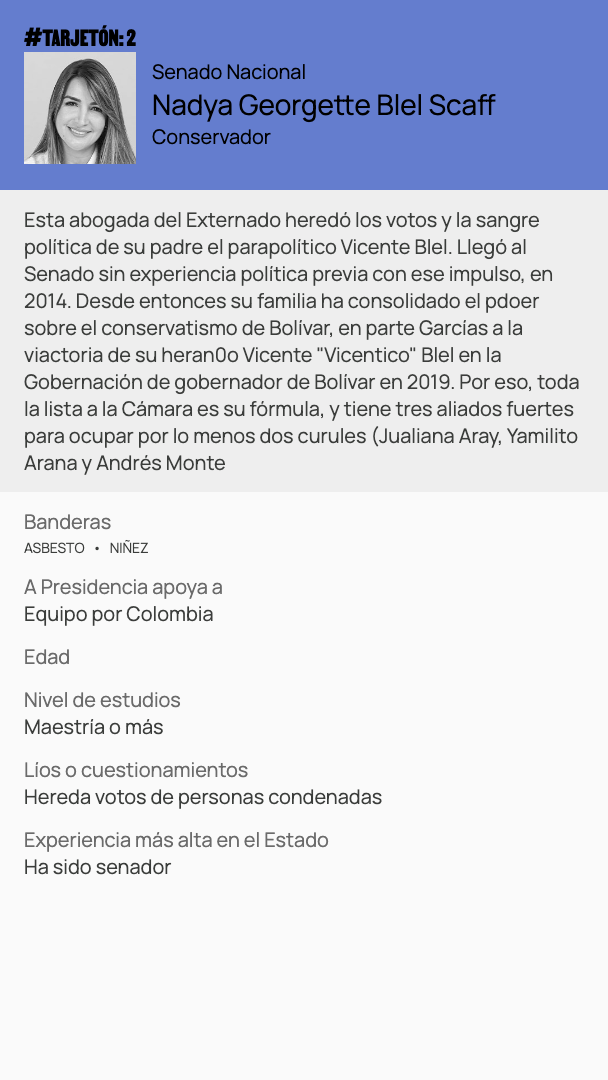 #TARJETÓN: 2
Senado Nacional
Nadya Georgette Blel Scaff
Conservador
Esta abogada del Externado heredó los votos y la sangre
política de su padre el parapolítico Vicente Blel. Llegó al
Senado sin experiencia política previa con ese impulso, en
2014. Desde entonces su familia ha consolidado el pdoer
sobre el conservatismo de Bolívar, en parte Garcías a la
viactoria de su heran0o Vicente "Vicentico" Blel en la
Gobernación de gobernador de Bolívar en 2019. Por eso, toda
la lista a la Cámara es su fórmula, y tiene tres aliados fuertes
para ocupar por lo menos dos curules (Jualiana Aray, Yamilito
Arana y Andrés Monte
Banderas
ASBESTO • NIÑEZ
A Presidencia apoya a
Equipo por Colombia
Edad
Nivel de estudios
Maestría o más
Líos o cuestionamientos
Hereda votos de personas condenadas
Experiencia más alta en el Estado
Ha sido senador